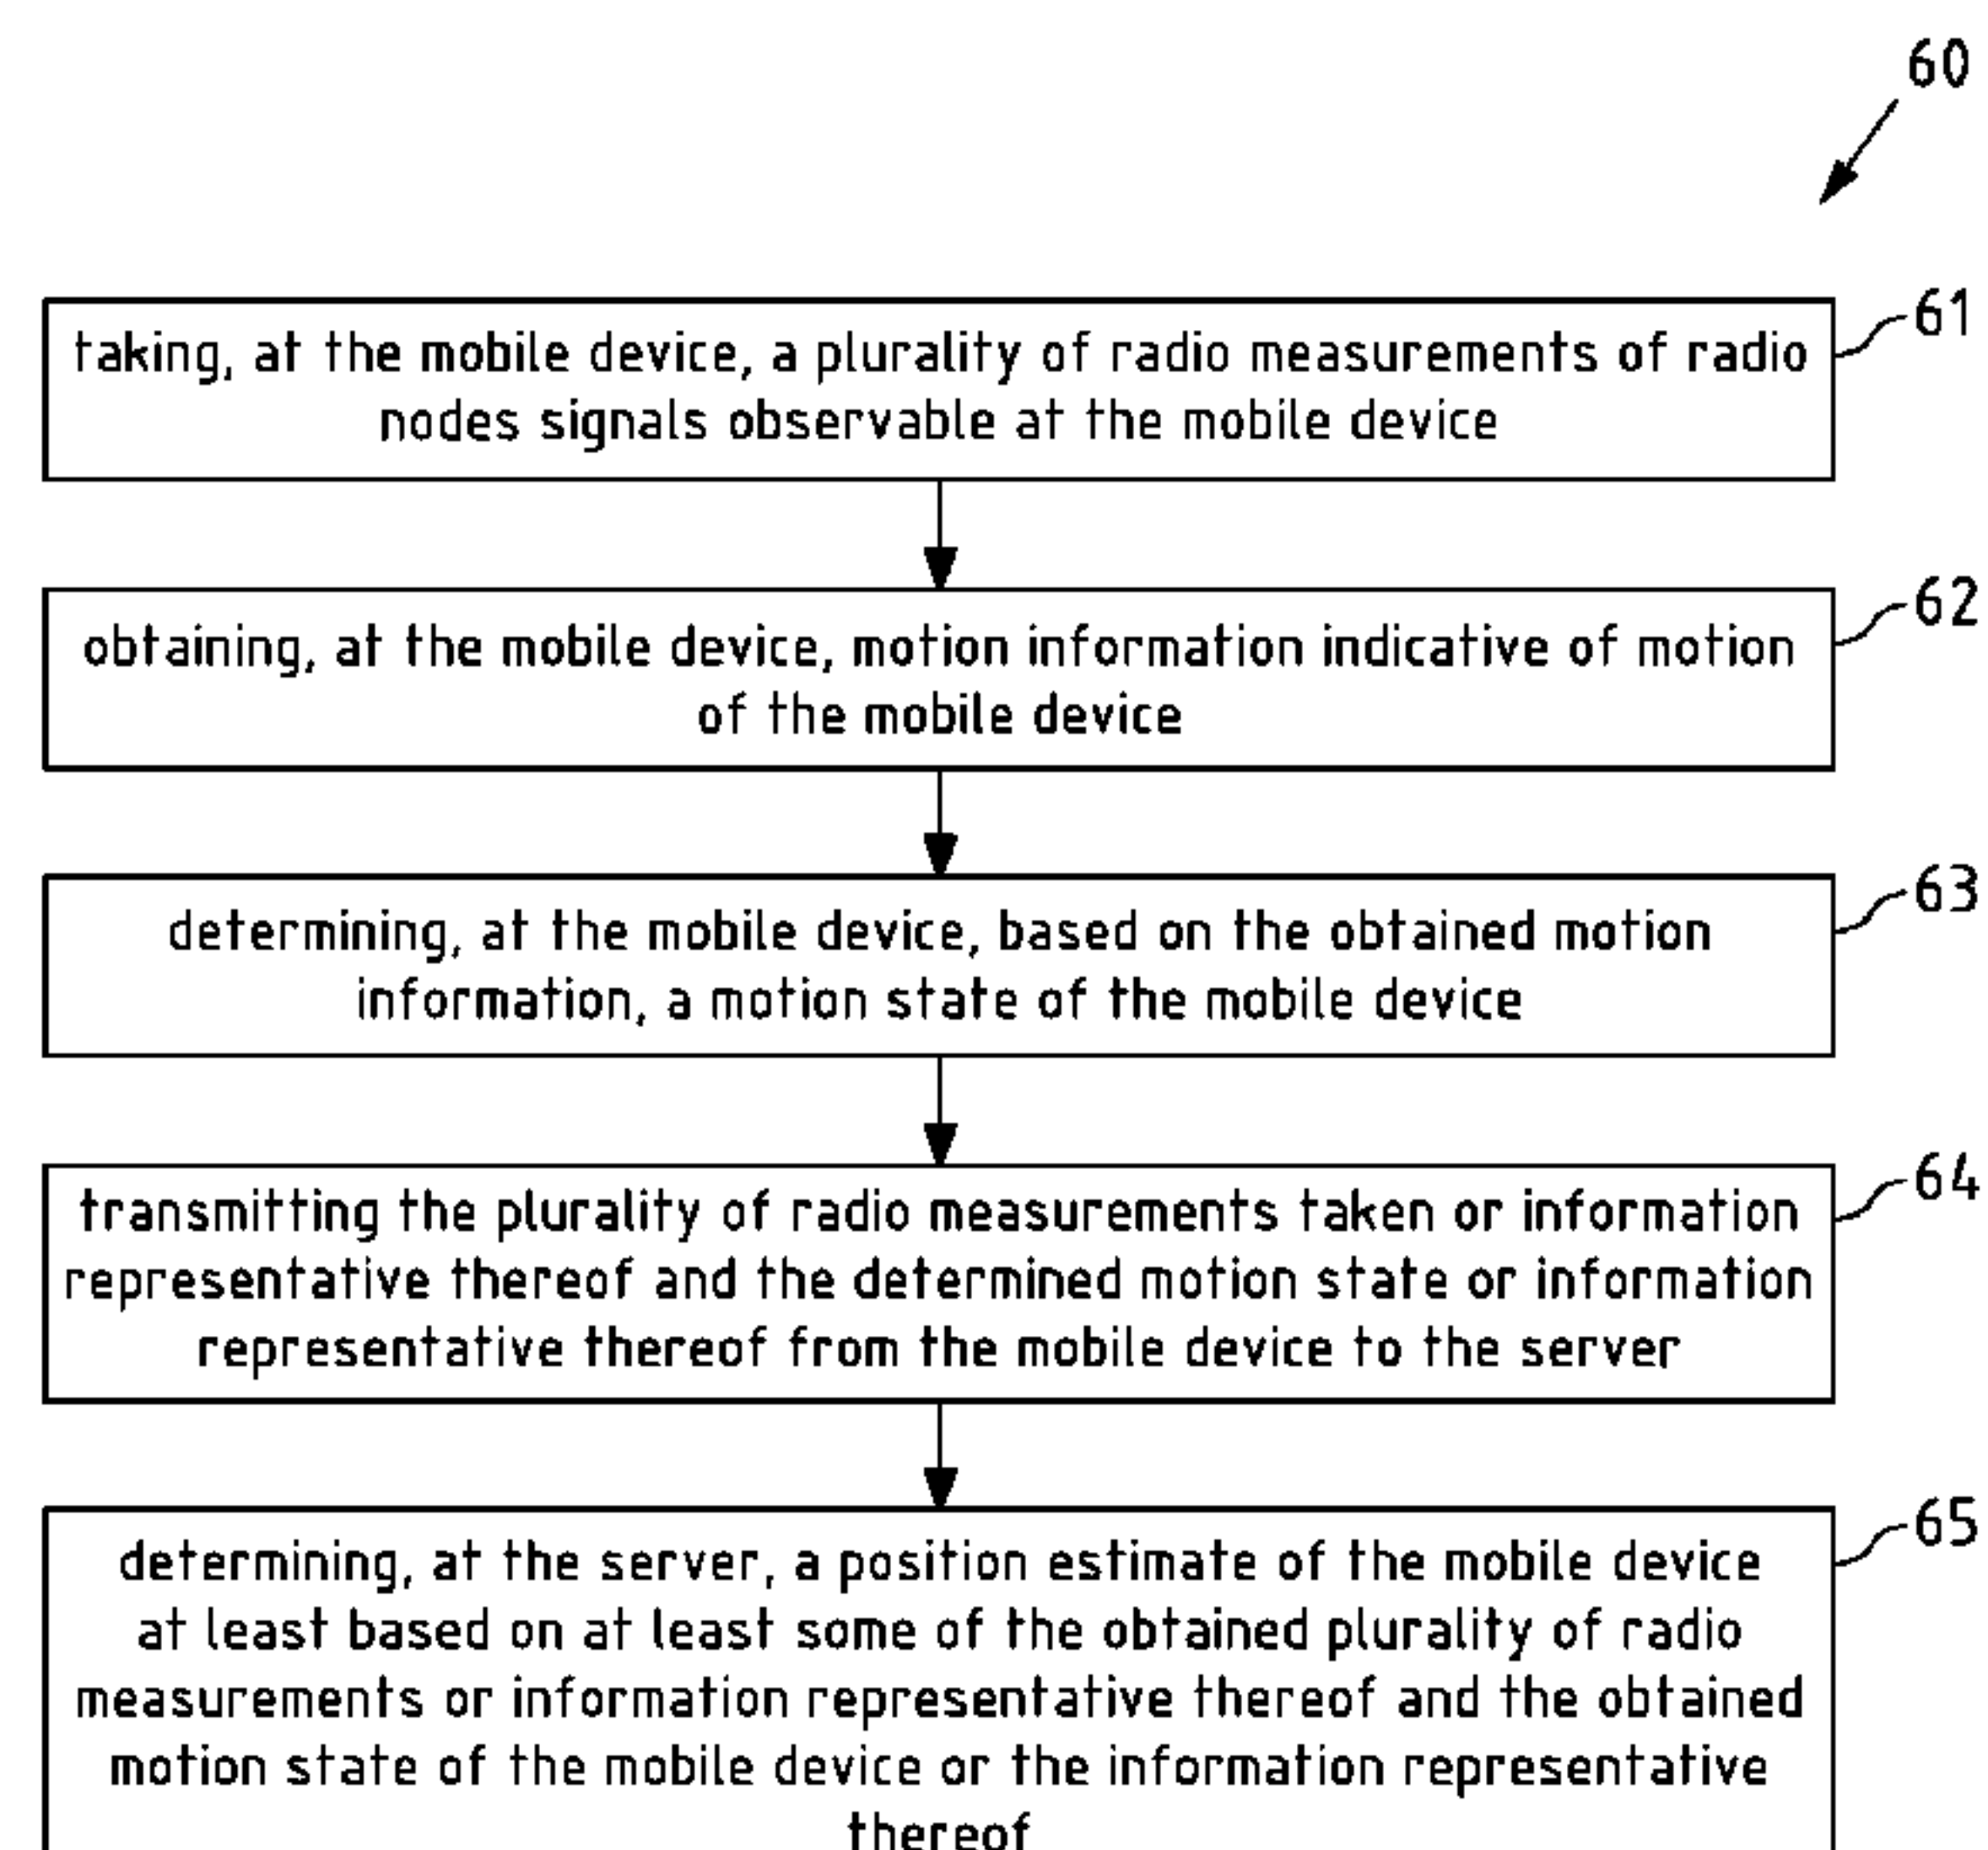 60
61
taking, at the mobile device, a plurality of radio measurements of radio
nodes signals observable at the mobile device
62
obtaining, at the mobile device, motion information indicative of motion
of the mobile device
63
determining, at the mobile device, based on the obtained motion
information, a motion state of the mobile device
64
transmitting the plurality of radio measurements taken or information
representative thereof and the determined motion state or information
representative thereof from the mobile device to the server
65
determining, at the server, a position estimate of the mobile device
at least based on at least some of the obtained plurality of radio
measurements or information representative thereof and the obtained
motion state of the mobile device or the information representative
thereof